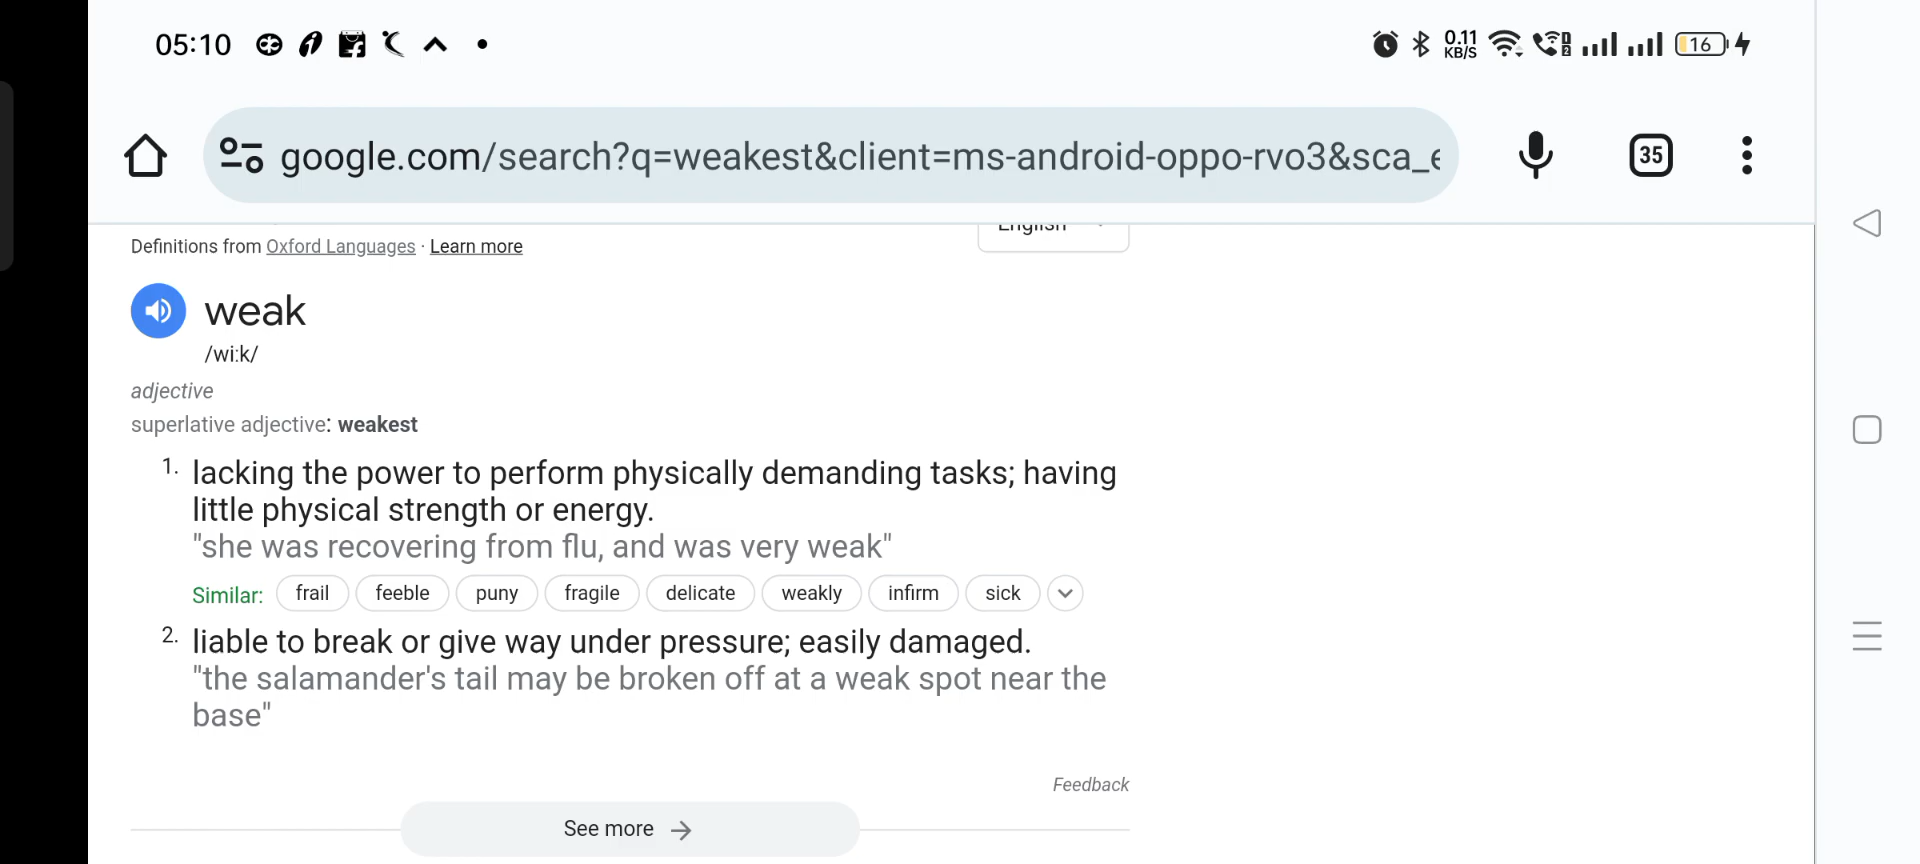 05:10 0.11 KB/S 16
google.com/search?q=weakest&client=ms-android-oppo-rvo3&sca_e
35
English
Definitions from Oxford Languages · Learn more
weak
/wiːk/
adjective
superlative adjective: weakest
1. lacking the power to perform physically demanding tasks; having
little physical strength or energy.
"she was recovering from flu, and was very weak"
Similar: frail feeble puny fragile delicate weakly infirm sick
2. liable to break or give way under pressure; easily damaged.
"the salamander's tail may be broken off at a weak spot near the
base"
Feedback
See more →